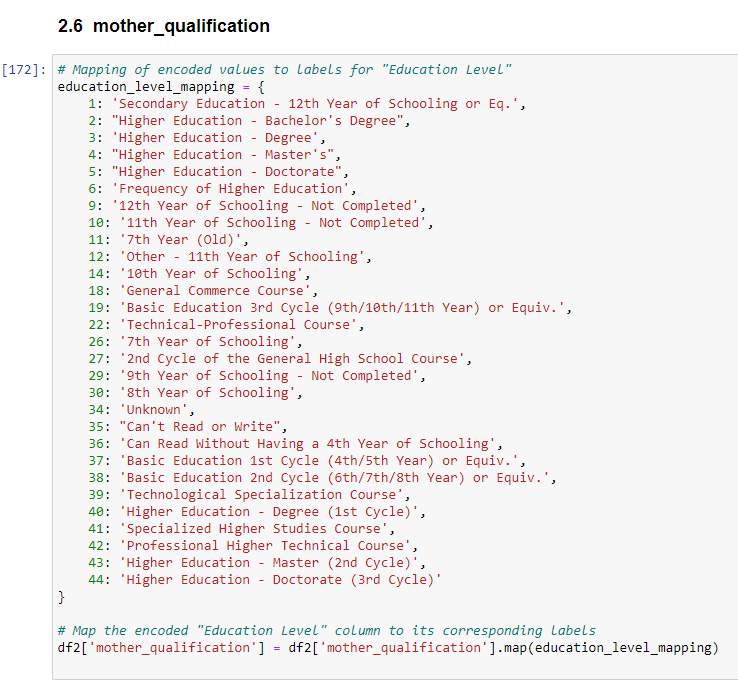 2.6 mother_qualification
[172]: # Mapping of encoded values to labels for "Education Level"
education_level_mapping = {
    1: 'Secondary Education - 12th Year of Schooling or Eq.',
    2: "Higher Education - Bachelor's Degree",
    3: 'Higher Education - Degree',
    4: "Higher Education - Master's",
    5: "Higher Education - Doctorate",
    6: 'Frequency of Higher Education',
    9: '12th Year of Schooling - Not Completed',
    10: '11th Year of Schooling - Not Completed',
    11: '7th Year (Old)',
    12: 'Other - 11th Year of Schooling',
    14: '10th Year of Schooling',
    18: 'General Commerce Course',
    19: 'Basic Education 3rd Cycle (9th/10th/11th Year) or Equiv.',
    22: 'Technical-Professional Course',
    26: '7th Year of Schooling',
    27: '2nd Cycle of the General High School Course',
    29: '9th Year of Schooling - Not Completed',
    30: '8th Year of Schooling',
    34: 'Unknown',
    35: "Can't Read or Write",
    36: 'Can Read Without Having a 4th Year of Schooling',
    37: 'Basic Education 1st Cycle (4th/5th Year) or Equiv.',
    38: 'Basic Education 2nd Cycle (6th/7th/8th Year) or Equiv.',
    39: 'Technological Specialization Course',
    40: 'Higher Education - Degree (1st Cycle)',
    41: 'Specialized Higher Studies Course',
    42: 'Professional Higher Technical Course',
    43: 'Higher Education - Master (2nd Cycle)',
    44: 'Higher Education - Doctorate (3rd Cycle)'
}
# Map the encoded "Education Level" column to its corresponding labels
df2['mother_qualification'] = df2['mother_qualification'].map(education_level_mapping)